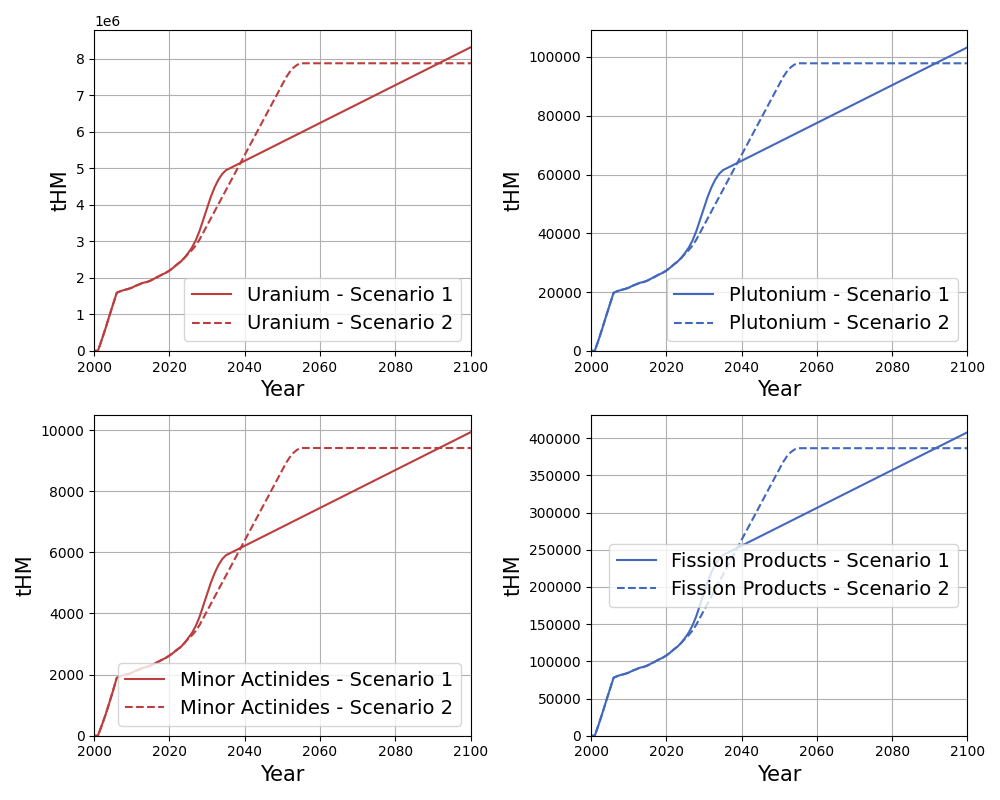 1e6
8
7
6
5
4
3
2
1
0
tHM
Uranium - Scenario 1
Uranium - Scenario 2
2000 2020 2040 2060 2080 2100
Year
100000
80000
60000
40000
20000
0
tHM
Plutonium - Scenario 1
Plutonium - Scenario 2
2000 2020 2040 2060 2080 2100
Year
10000
8000
6000
4000
2000
0
tHM
Minor Actinides - Scenario 1
Minor Actinides - Scenario 2
2000 2020 2040 2060 2080 2100
Year
400000
350000
300000
250000
200000
150000
100000
50000
0
tHM
Fission Products - Scenario 1
Fission Products - Scenario 2
2000 2020 2040 2060 2080 2100
Year